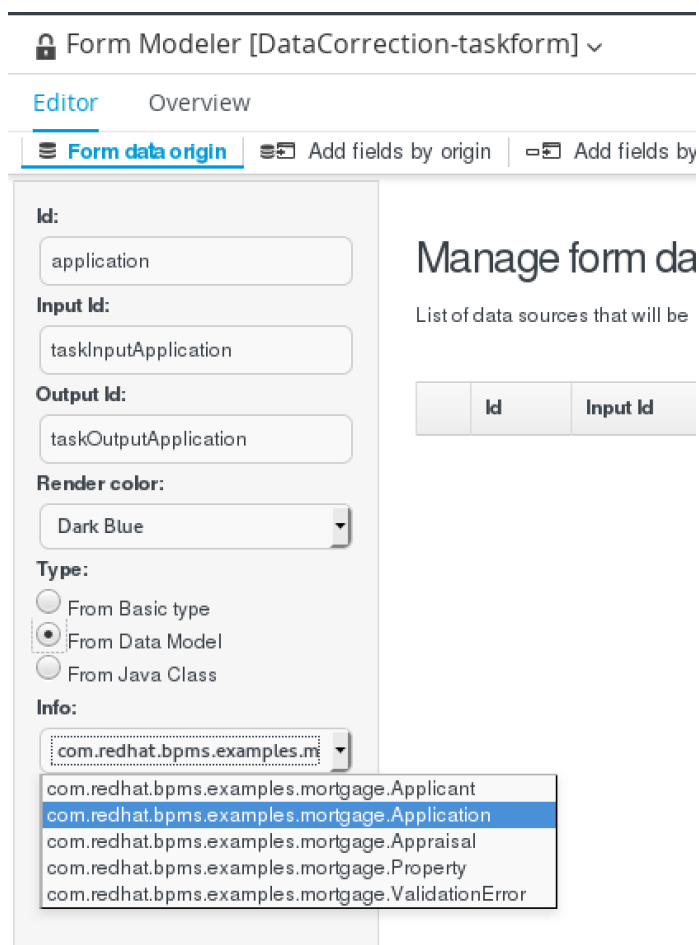 Form Modeler [DataCorrection-taskform]
Editor Overview
Form data origin Add fields by origin Add fields by
Id:
application
Input Id:
taskInputApplication
Output Id:
taskOutputApplication
Render color:
Dark Blue
Type:
From Basic type
From Data Model
From Java Class
Info:
com.redhat.bpms.examples.m
com.redhat.bpms.examples.mortgage.Applicant
com.redhat.bpms.examples.mortgage.Application
com.redhat.bpms.examples.mortgage.Appraisal
com.redhat.bpms.examples.mortgage.Property
com.redhat.bpms.examples.mortgage.ValidationError
Manage form da
List of data sources that will be
Id Input Id